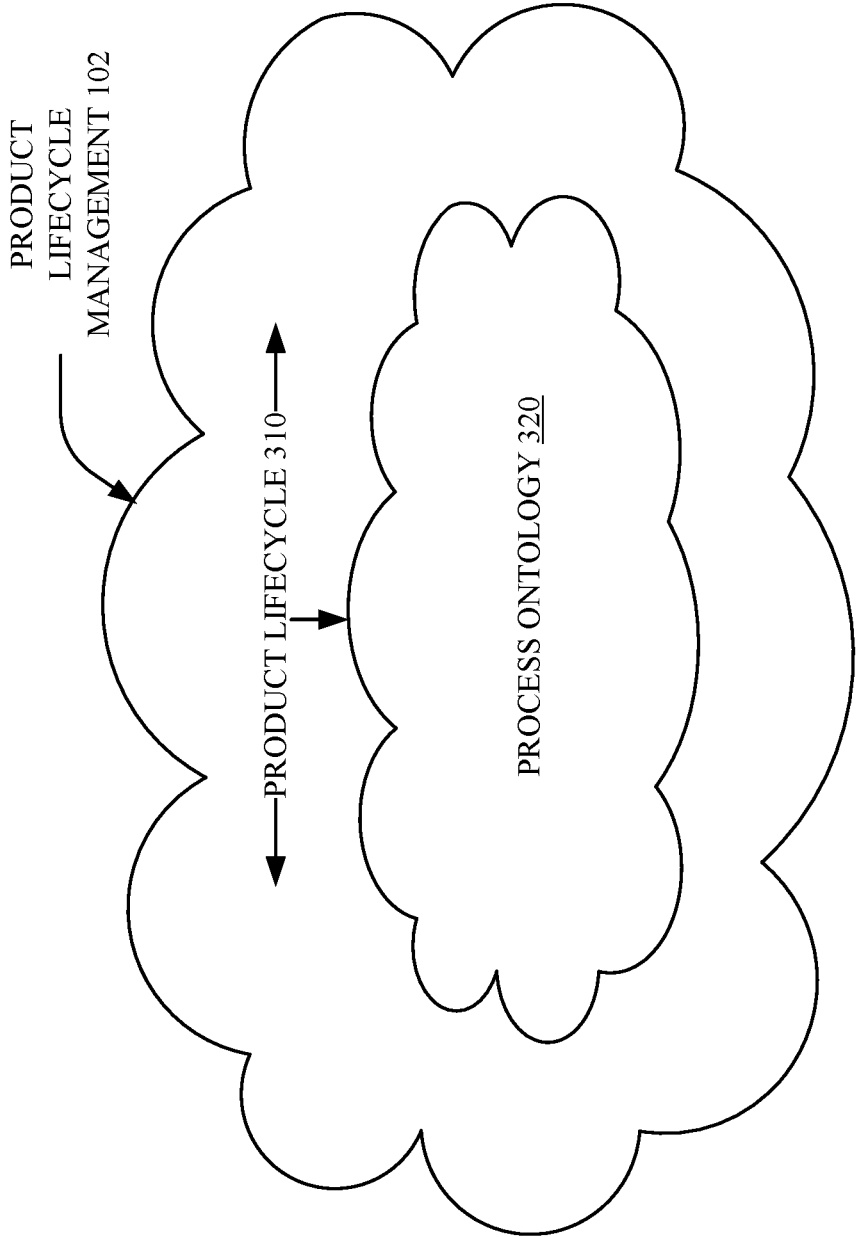 PRODUCT
LIFECYCLE
MANAGEMENT 102
PRODUCT LIFECYCLE 310
PROCESS ONTOLOGY 320